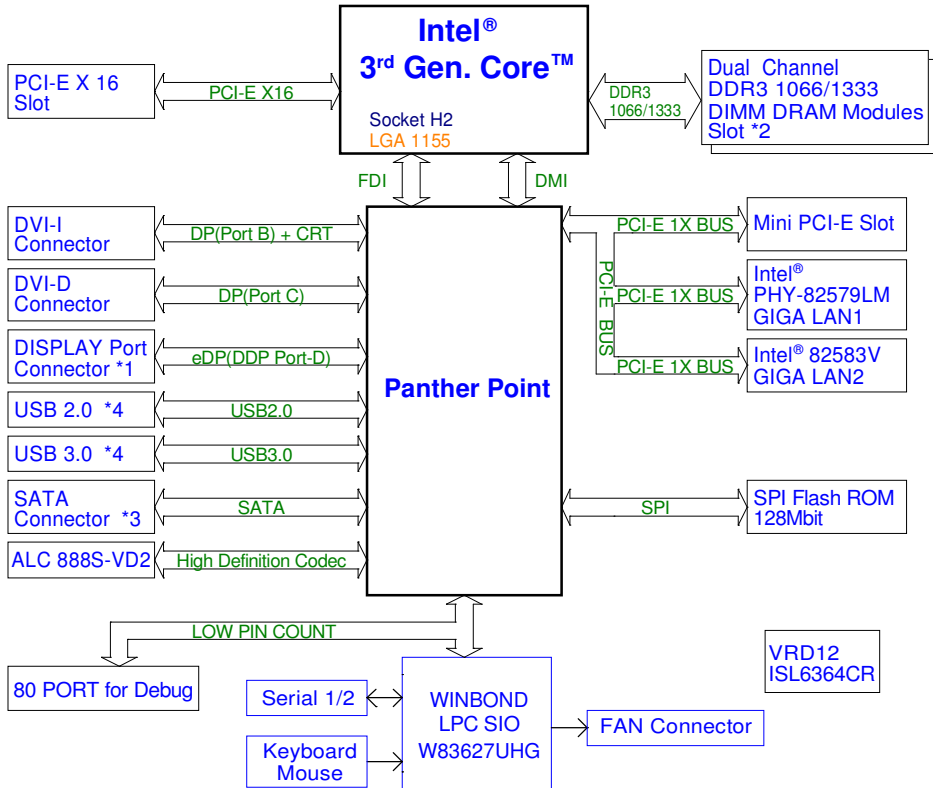 Intel®
3rd Gen. Core™
Socket H2
LGA 1155
PCI-E X 16
Slot
PCI-E X16
DDR3
1066/1333
Dual Channel
DDR3 1066/1333
DIMM DRAM Modules
Slot *2
FDI
DMI
DVI-I
Connector
DP(Port B) + CRT
DVI-D
Connector
DP(Port C)
DISPLAY Port
Connector *1
eDP(DDP Port-D)
USB 2.0 *4
USB2.0
USB 3.0 *4
USB3.0
SATA
Connector *3
SATA
ALC 888S-VD2
High Definition Codec
Panther Point
PCI-E BUS
PCI-E 1X BUS
Mini PCI-E Slot
PCI-E 1X BUS
Intel®
PHY-82579LM
GIGA LAN1
PCI-E 1X BUS
Intel® 82583V
GIGA LAN2
SPI
SPI Flash ROM
128Mbit
LOW PIN COUNT
80 PORT for Debug
Serial 1/2
Keyboard
Mouse
WINBOND
LPC SIO
W83627UHG
FAN Connector
VRD12
ISL6364CR